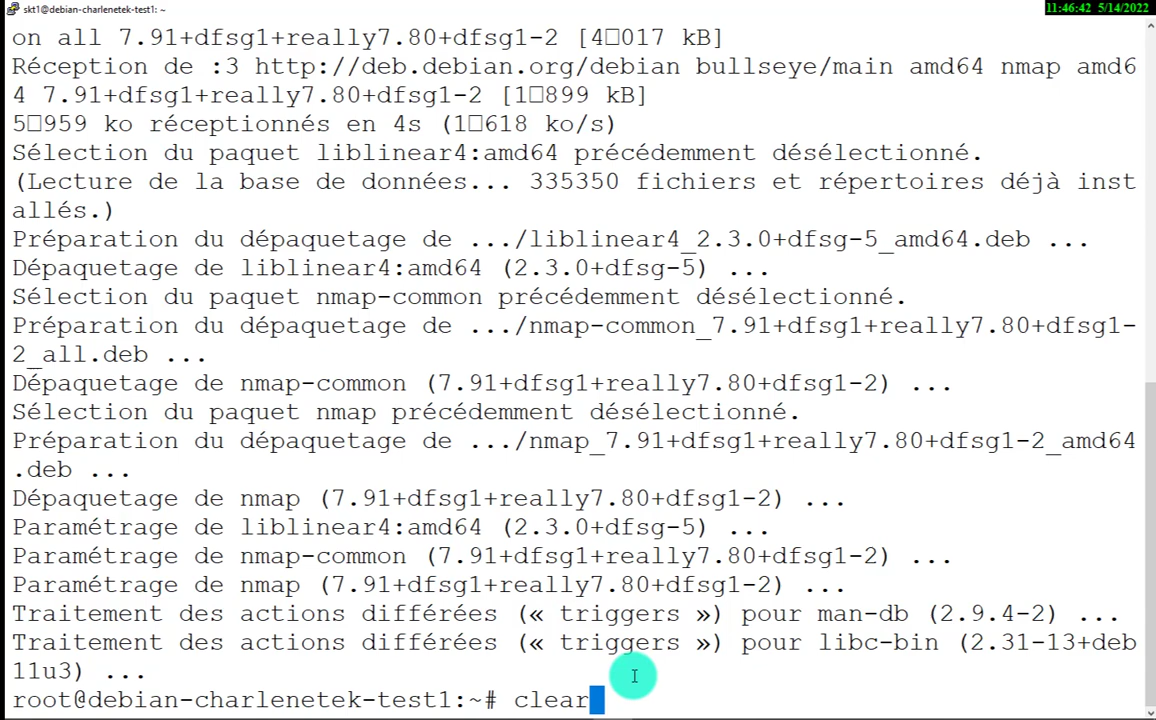 skt1@debian-charlenetek-test1: ~
11:46:42 5/14/2022
on all 7.91+dfsg1+really7.80+dfsg1-2 [4□017 kB]
Réception de :3 http://deb.debian.org/debian bullseye/main amd64 nmap amd6
4 7.91+dfsg1+really7.80+dfsg1-2 [1□899 kB]
5□959 ko réceptionnés en 4s (1□618 ko/s)
Sélection du paquet liblinear4:amd64 précédemment désélectionné.
(Lecture de la base de données... 335350 fichiers et répertoires déjà inst
allés.)
Préparation du dépaquetage de .../liblinear4_2.3.0+dfsg-5_amd64.deb ...
Dépaquetage de liblinear4:amd64 (2.3.0+dfsg-5) ...
Sélection du paquet nmap-common précédemment désélectionné.
Préparation du dépaquetage de .../nmap-common_7.91+dfsg1+really7.80+dfsg1-
2_all.deb ...
Dépaquetage de nmap-common (7.91+dfsg1+really7.80+dfsg1-2) ...
Sélection du paquet nmap précédemment désélectionné.
Préparation du dépaquetage de .../nmap_7.91+dfsg1+really7.80+dfsg1-2_amd64
.deb ...
Dépaquetage de nmap (7.91+dfsg1+really7.80+dfsg1-2) ...
Paramétrage de liblinear4:amd64 (2.3.0+dfsg-5) ...
Paramétrage de nmap-common (7.91+dfsg1+really7.80+dfsg1-2) ...
Paramétrage de nmap (7.91+dfsg1+really7.80+dfsg1-2) ...
Traitement des actions différées (« triggers ») pour man-db (2.9.4-2) ...
Traitement des actions différées (« triggers ») pour libc-bin (2.31-13+deb
11u3) ...
root@debian-charlenetek-test1:~# clear